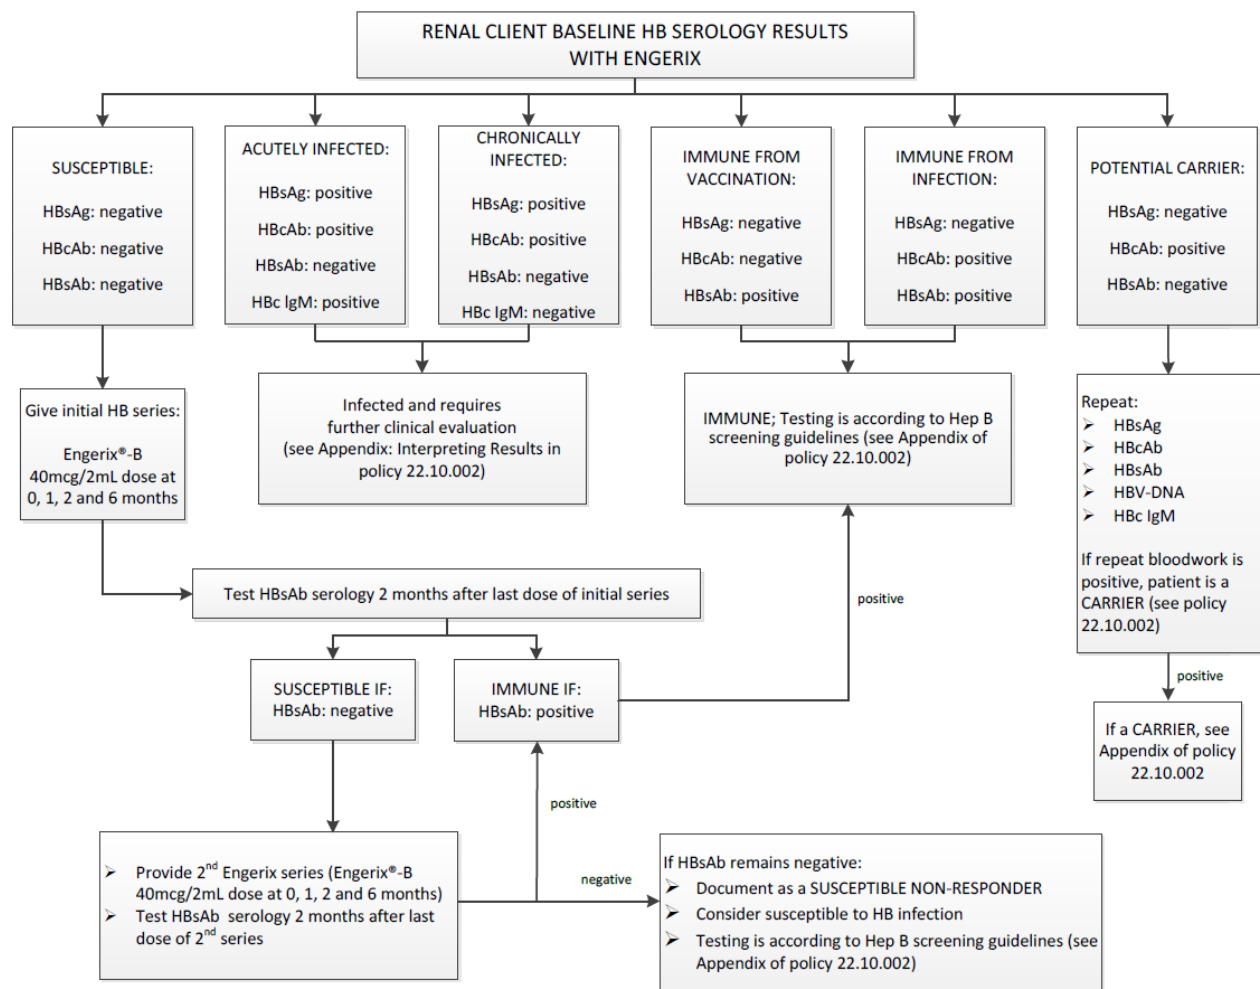 RENAL CLIENT BASELINE HB SEROLOGY RESULTS
WITH ENGERIX
SUSCEPTIBLE:
HBsAg: negative
HBcAb: negative
HBsAb: negative
ACUTELY INFECTED:
HBsAg: positive
HBcAb: positive
HBsAb: negative
HBc IgM: positive
CHRONICALLY
INFECTED:
HBsAg: positive
HBcAb: positive
HBsAb: negative
HBc IgM: negative
IMMUNE FROM
VACCINATION:
HBsAg: negative
HBcAb: negative
HBsAb: positive
IMMUNE FROM
INFECTION:
HBsAg: negative
HBcAb: positive
HBsAb: positive
POTENTIAL CARRIER:
HBsAg: negative
HBcAb: positive
HBsAb: negative
Give initial HB series:
Engerix®-B
40mcg/2mL dose at
0, 1, 2 and 6 months
Infected and requires
further clinical evaluation
(see Appendix: Interpreting Results in
policy 22.10.002)
IMMUNE; Testing is according to Hep B
screening guidelines (see Appendix of
policy 22.10.002)
Repeat:
➢ HBsAg
➢ HBcAb
➢ HBsAb
➢ HBV-DNA
➢ HBc IgM
If repeat bloodwork is
positive, patient is a
CARRIER (see policy
22.10.002)
Test HBsAb serology 2 months after last dose of initial series
positive
SUSCEPTIBLE IF:
HBsAb: negative
IMMUNE IF:
HBsAb: positive
positive
If a CARRIER, see
Appendix of policy
22.10.002
positive
➢ Provide 2nd Engerix series (Engerix®-B
40mcg/2mL dose at 0, 1, 2 and 6 months)
➢ Test HBsAb serology 2 months after last
dose of 2nd series
negative
If HBsAb remains negative:
➢ Document as a SUSCEPTIBLE NON-RESPONDER
➢ Consider susceptible to HB infection
➢ Testing is according to Hep B screening guidelines (see
Appendix of policy 22.10.002)